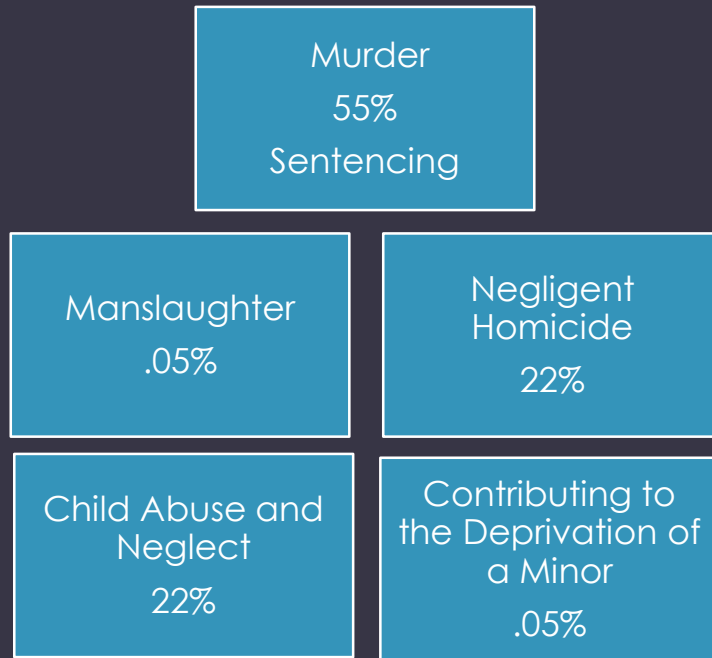 Murder
55%
Sentencing
Manslaughter
.05%
Negligent
Homicide
22%
Child Abuse and
Neglect
22%
Contributing to
the Deprivation of
a Minor
.05%